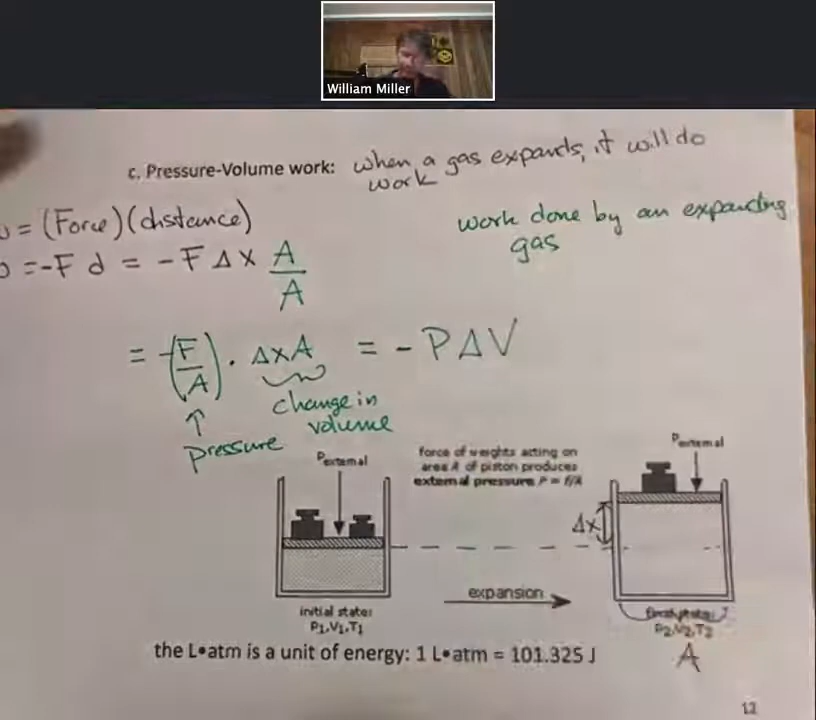 William Miller
c. Pressure-Volume work: when a gas expands, it will do
work
= (Force)(distance)
work done by an expanding
gas
= -F d = -F Δx A/A
= -(F/A) · ΔxA = -PΔV
change in
volume
pressure
Pexternal
force of weights acting on
area A of piston produces
external pressure P = f/A
Pexternal
Δx
expansion
initial state:
P1,V1,T1
P2,V2,T2
the L•atm is a unit of energy: 1 L•atm = 101.325 J
A
12